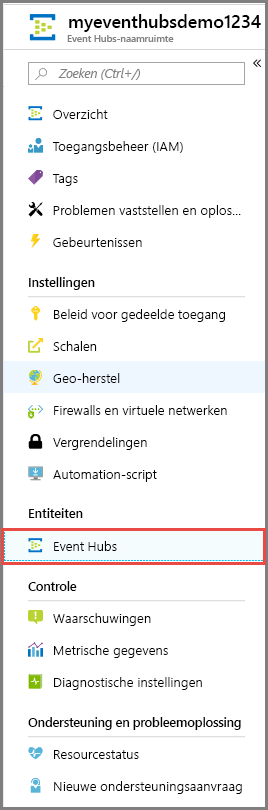 myeventhubsdemo1234
Event Hubs-naamruimte
Zoeken (Ctrl+/)
«
Overzicht
Toegangsbeheer (IAM)
Tags
Problemen vaststellen en oplos...
Gebeurtenissen
Instellingen
Beleid voor gedeelde toegang
Schalen
Geo-herstel
Firewalls en virtuele netwerken
Vergrendelingen
Automation-script
Entiteiten
Event Hubs
Controle
Waarschuwingen
Metrische gegevens
Diagnostische instellingen
Ondersteuning en probleemoplossing
Resourcestatus
Nieuwe ondersteuningsaanvraag